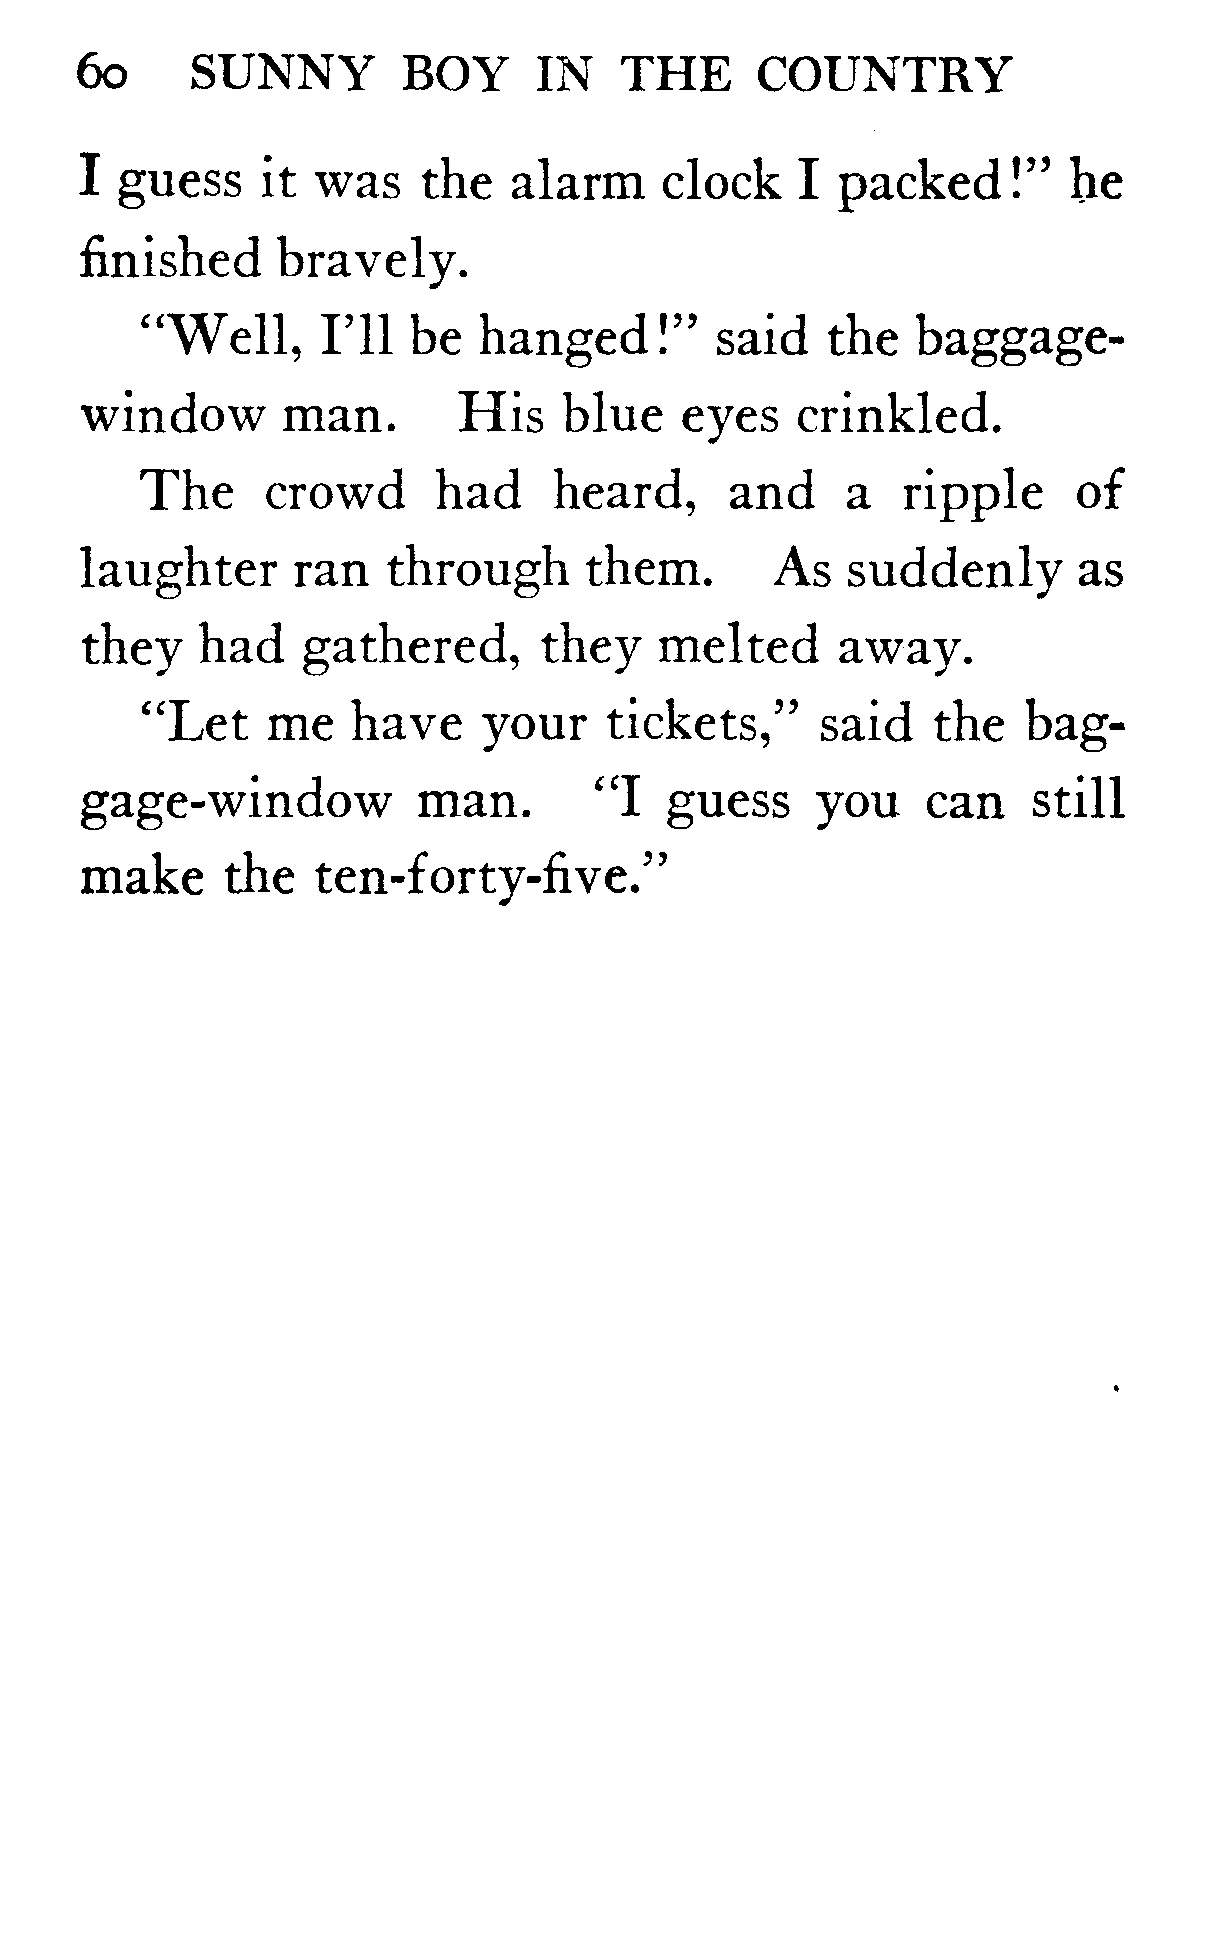 60 SUNNY BOY IN THE COUNTRY
I guess it was the alarm clock I packed!” he
finished bravely.
“Well, I’ll be hanged!” said the baggage-
window man. His blue eyes crinkled.
The crowd had heard, and a ripple of
laughter ran through them. As suddenly as
they had gathered, they melted away.
“Let me have your tickets,” said the bag-
gage-window man. “I guess you can still
make the ten-forty-five.”